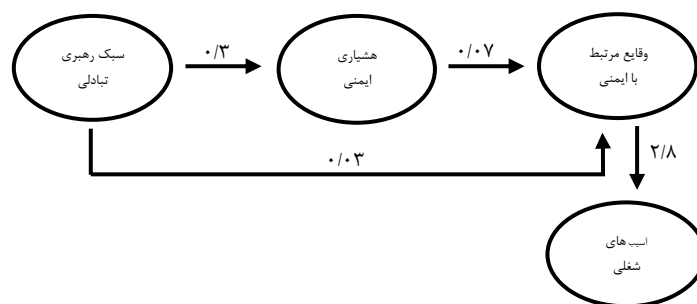 سبک رهبری
تبادلی
۰/۳
هشیاری
ایمنی
۰/۰۷
وقایع مرتبط
با ایمنی
۰/۰۳
۲/۸
آسیب‌های
شغلی